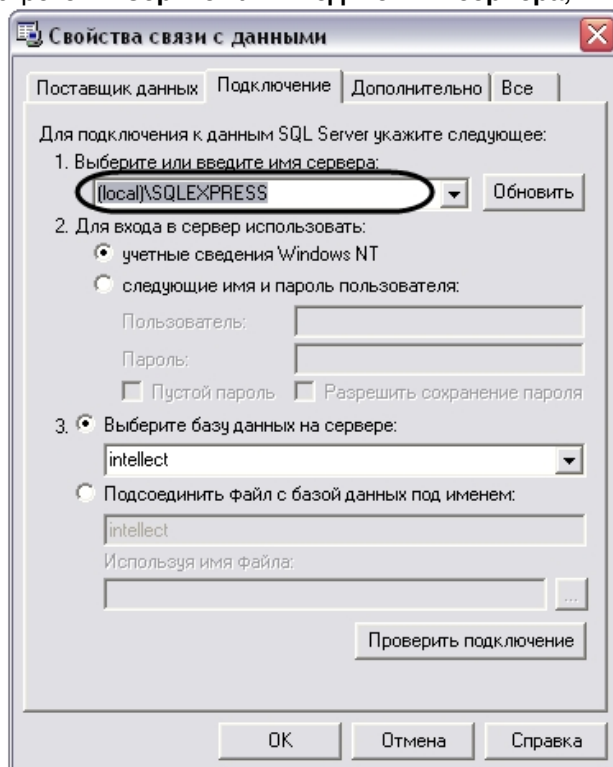 Свойства связи с данными
Поставщик данных Подключение Дополнительно Все
Для подключения к данным SQL Server укажите следующее:
1. Выберите или введите имя сервера:
(local)\SQLEXPRESS Обновить
2. Для входа в сервер использовать:
учетные сведения Windows NT
следующие имя и пароль пользователя:
Пользователь:
Пароль:
Пустой пароль Разрешить сохранение пароля
3. Выберите базу данных на сервере:
intellect
Подсоединить файл с базой данных под именем:
intellect
Используя имя файла:
...
Проверить подключение
OK Отмена Справка